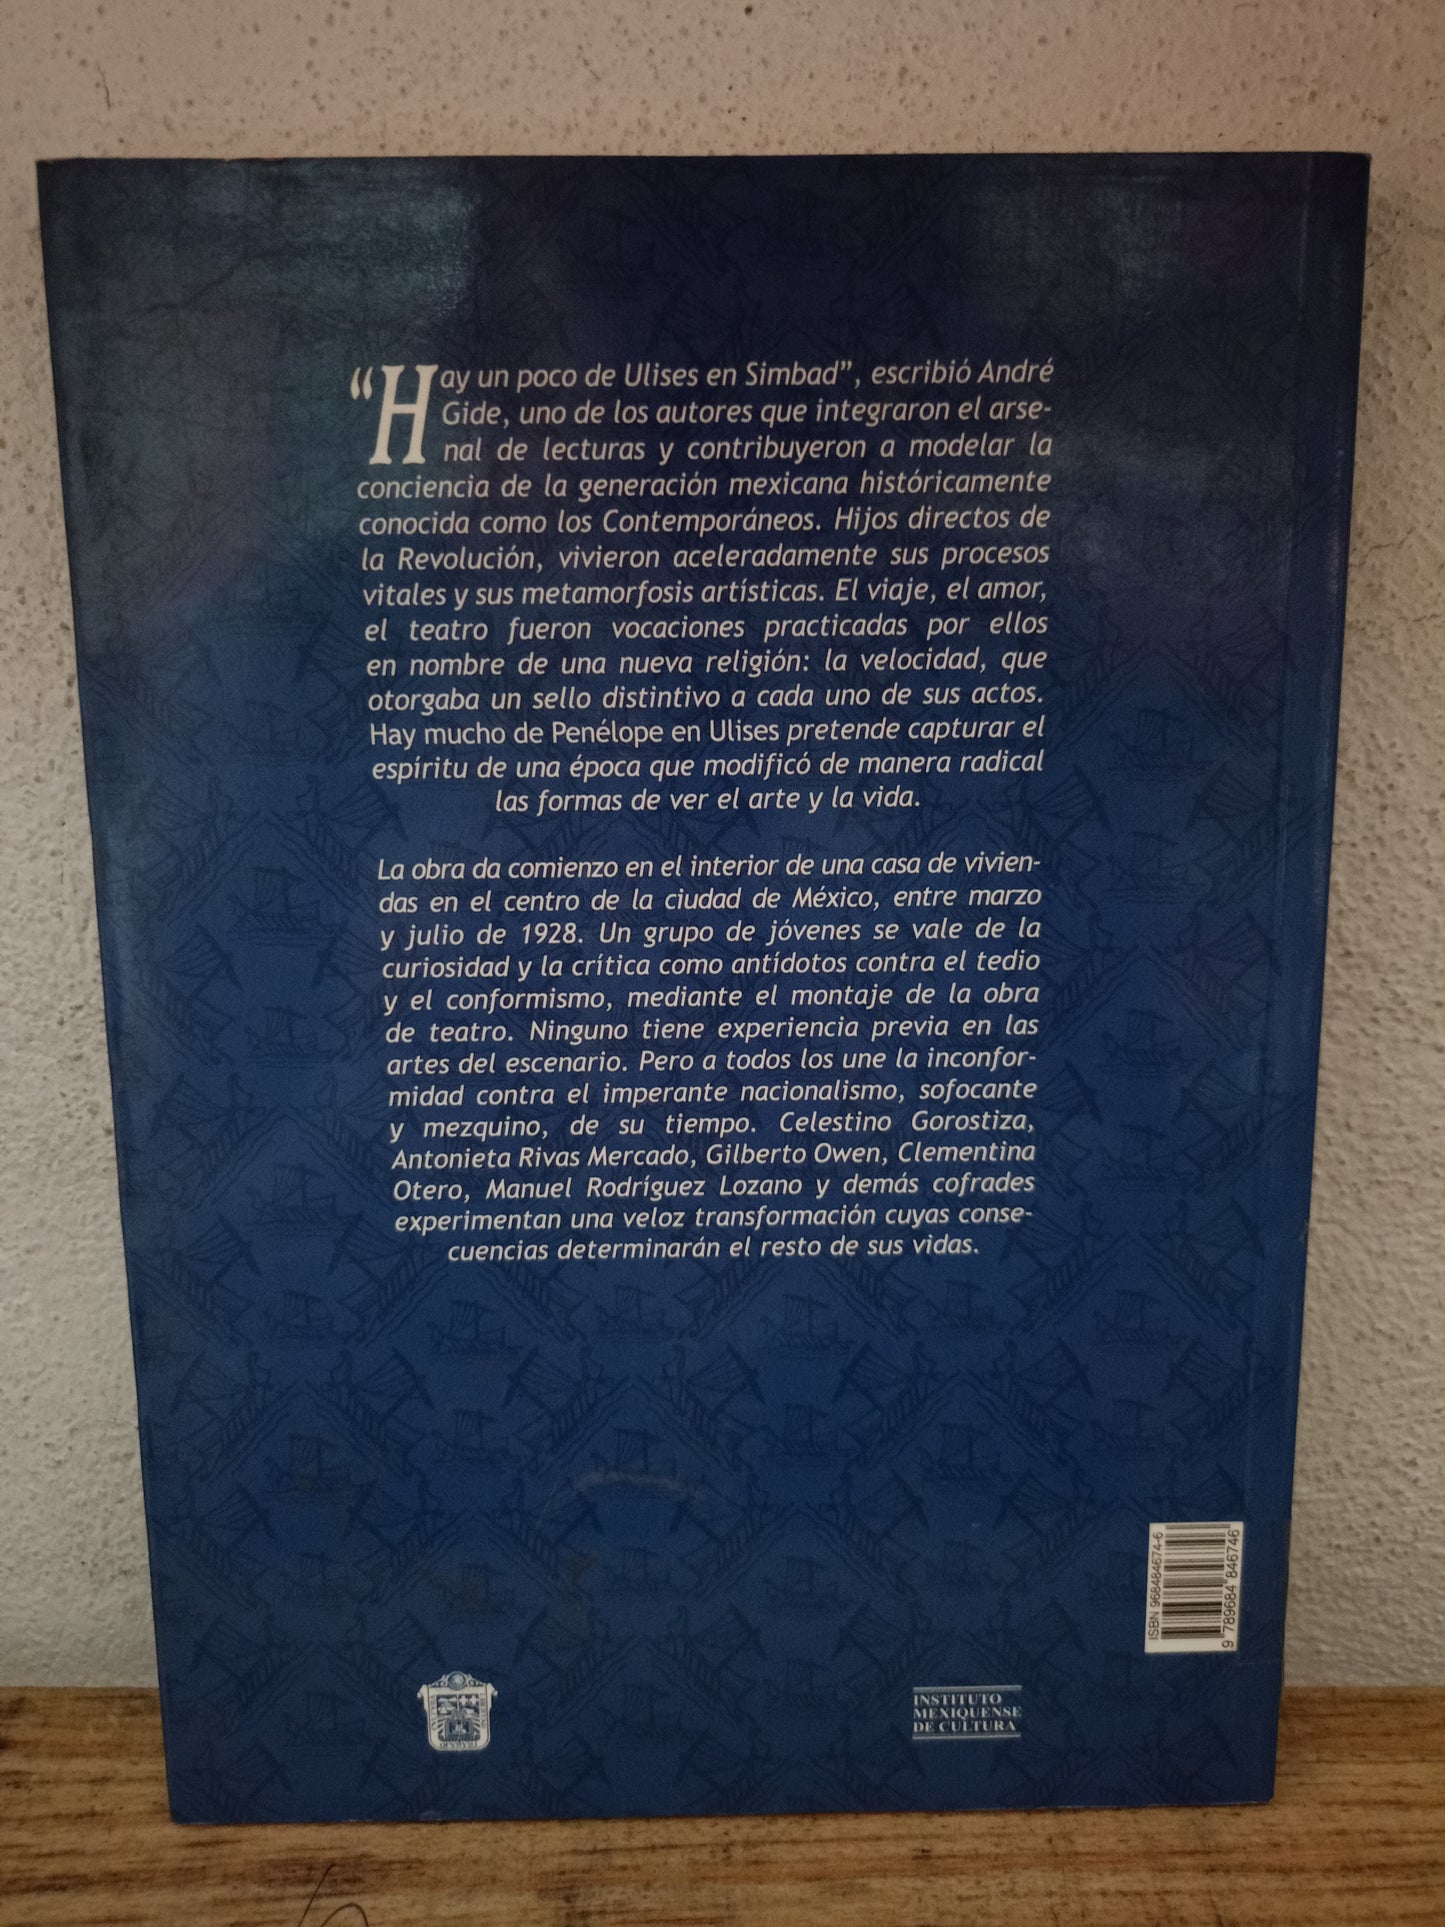 “Hay un poco de Ulises en Simbad”, escribió André
Gide, uno de los autores que integraron el arse-
nal de lecturas y contribuyeron a modelar la
conciencia de la generación mexicana históricamente
conocida como los Contemporáneos. Hijos directos de
la Revolución, vivieron aceleradamente sus procesos
vitales y sus metamorfosis artísticas. El viaje, el amor,
el teatro fueron vocaciones practicadas por ellos
en nombre de una nueva religión: la velocidad, que
otorgaba un sello distintivo a cada uno de sus actos.
Hay mucho de Penélope en Ulises pretende capturar el
espíritu de una época que modificó de manera radical
las formas de ver el arte y la vida.
La obra da comienzo en el interior de una casa de vivien-
das en el centro de la ciudad de México, entre marzo
y julio de 1928. Un grupo de jóvenes se vale de la
curiosidad y la crítica como antídotos contra el tedio
y el conformismo, mediante el montaje de la obra
de teatro. Ninguno tiene experiencia previa en las
artes del escenario. Pero a todos los une la inconfor-
midad contra el imperante nacionalismo, sofocante
y mezquino, de su tiempo. Celestino Gorostiza,
Antonieta Rivas Mercado, Gilberto Owen, Clementina
Otero, Manuel Rodríguez Lozano y demás cofrades
experimentan una veloz transformación cuyas conse-
cuencias determinarán el resto de sus vidas.
ISBN 968484674-6
9 789684 846746
INSTITUTO
MEXIQUENSE
DE CULTURA